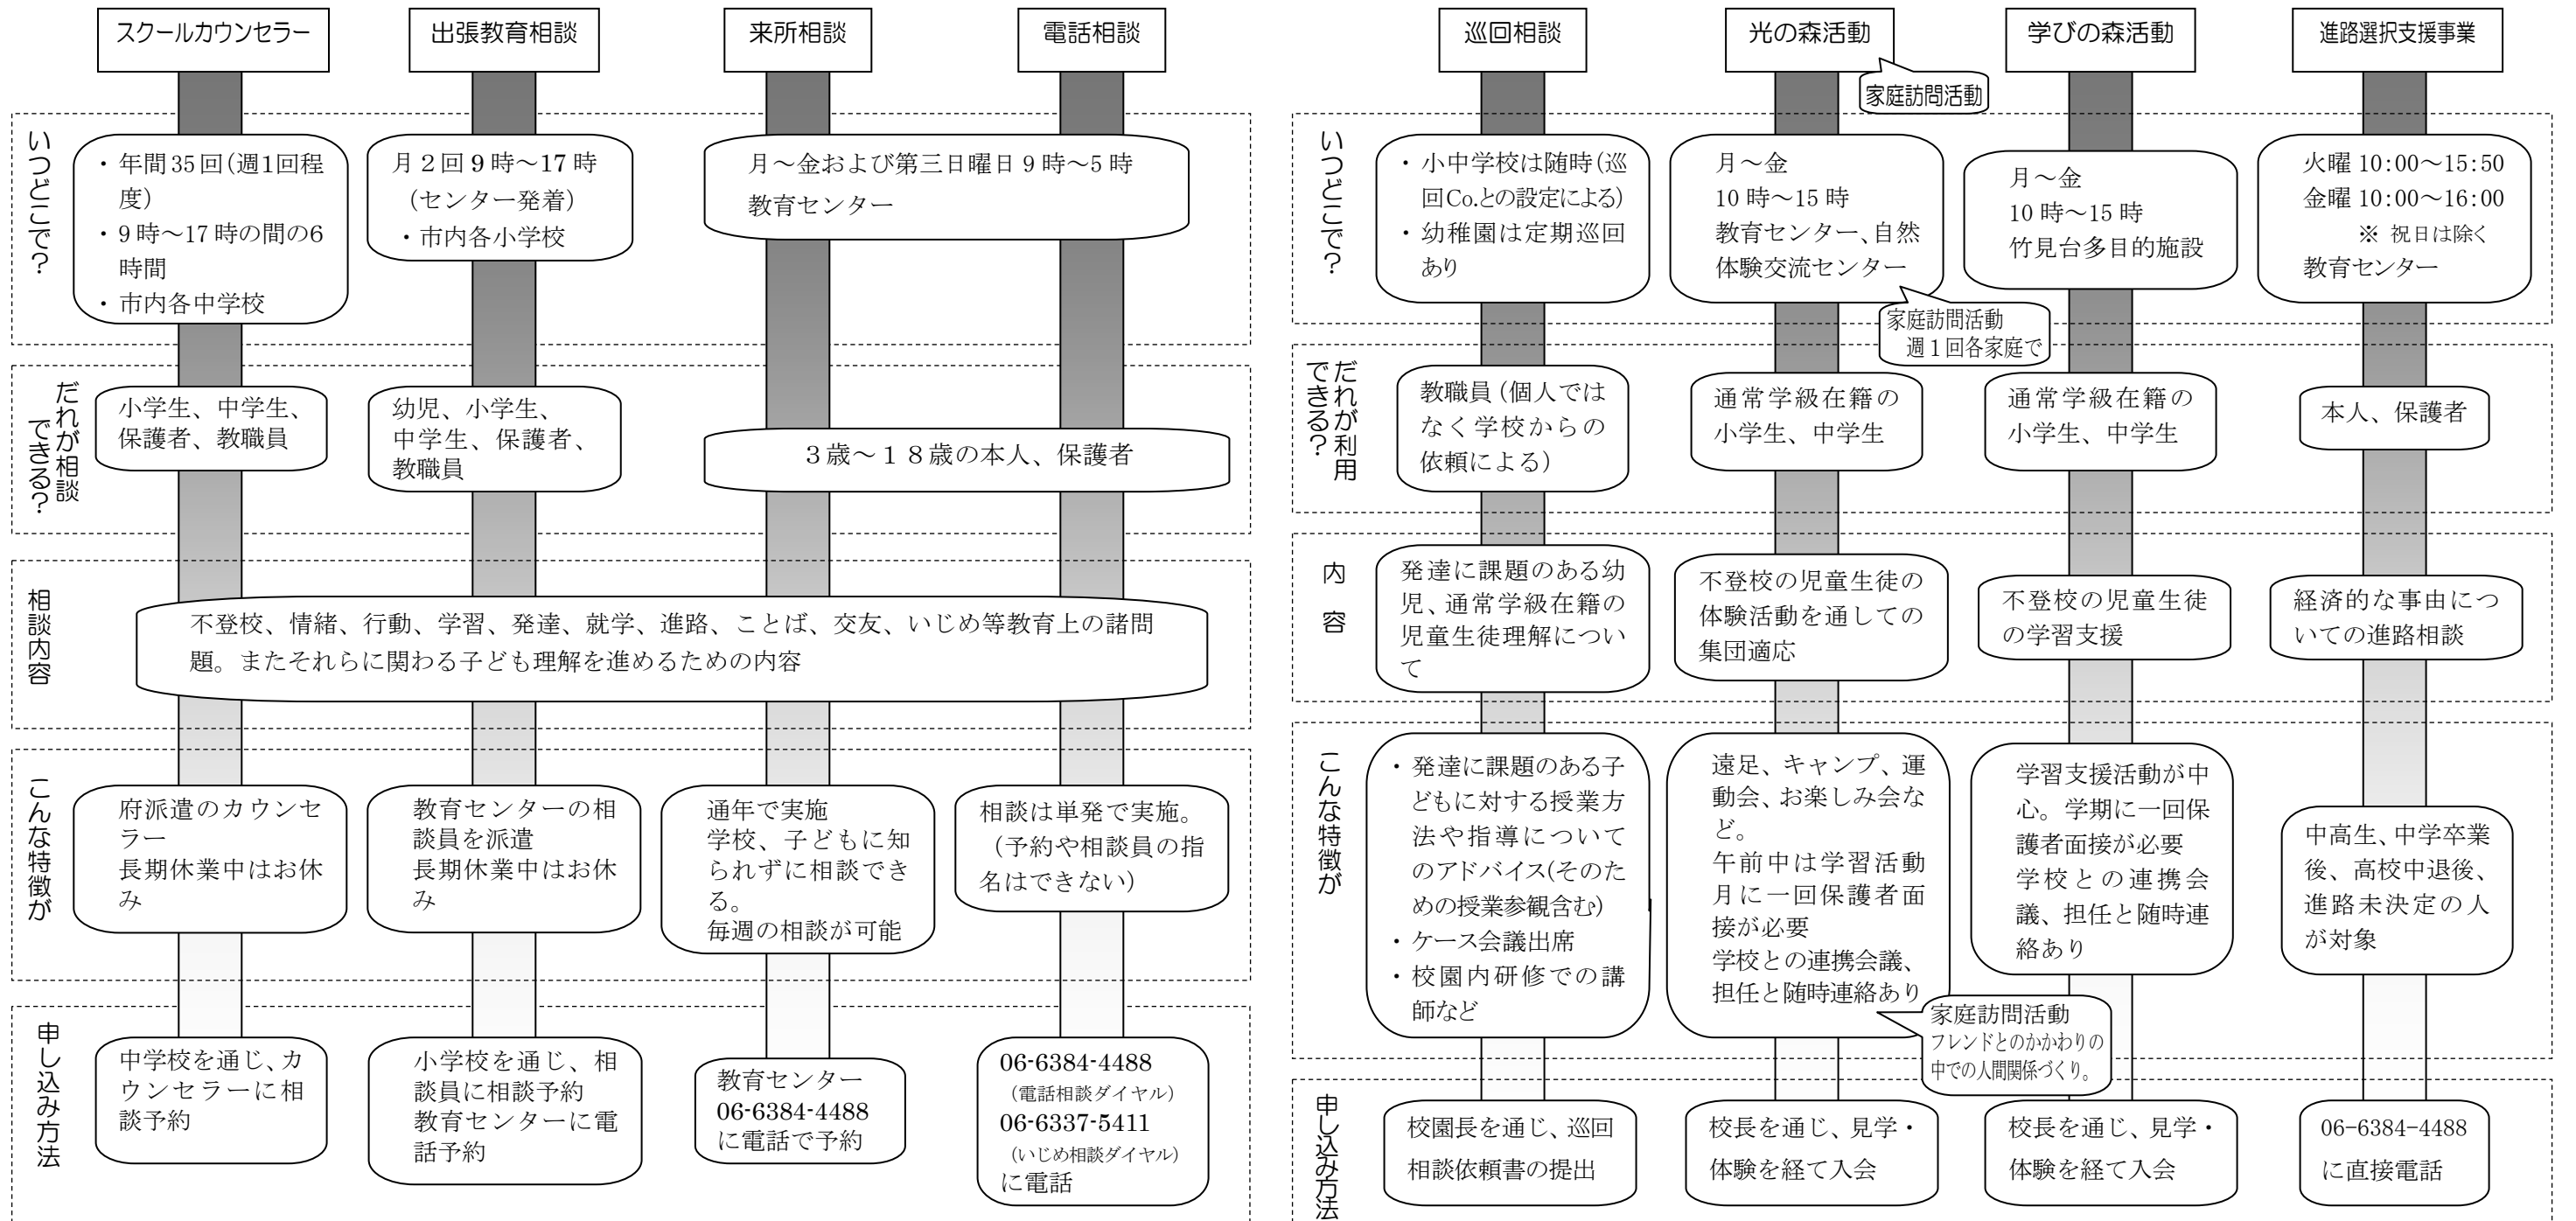 スクールカウンセラー
出張教育相談
来所相談
電話相談
いつどこで?
・年間35回(週1回程
度)
・9時~17時の間の6
時間
・市内各中学校
月2回9時~17時
(センター発着)
・市内各小学校
月~金および第三日曜日9時~5時
教育センター
だれが相談
できる?
小学生、中学生、
保護者、教職員
幼児、小学生、
中学生、保護者、
教職員
3歳~18歳の本人、保護者
相談内容
不登校、情緒、行動、学習、発達、就学、進路、ことば、交友、いじめ等教育上の諸問
題。またそれらに関わる子ども理解を進めるための内容
こんな特徴が
府派遣のカウンセ
ラー
長期休業中はお休
み
教育センターの相
談員を派遣
長期休業中はお休
み
通年で実施
学校、子どもに知
られずに相談でき
る。
毎週の相談が可能
相談は単発で実施。
(予約や相談員の指
名はできない)
申し込み方法
中学校を通じ、カ
ウンセラーに相
談予約
小学校を通じ、相
談員に相談予約
教育センターに電
話予約
教育センター
06-6384-4488
に電話で予約
06-6384-4488
(電話相談ダイヤル)
06-6337-5411
(いじめ相談ダイヤル)
に電話
巡回相談
光の森活動
家庭訪問活動
学びの森活動
進路選択支援事業
いつどこで?
・小中学校は随時(巡
回Co.との設定による)
・幼稚園は定期巡回
あり
月~金
10時~15時
教育センター、自然
体験交流センター
家庭訪問活動
週1回各家庭で
月~金
10時~15時
竹見台多目的施設
火曜 10:00~15:50
金曜 10:00~16:00
※ 祝日は除く
教育センター
だれが利用
できる?
教職員(個人では
なく学校からの
依頼による)
通常学級在籍の
小学生、中学生
通常学級在籍の
小学生、中学生
本人、保護者
内容
発達に課題のある幼
児、通常学級在籍の
児童生徒理解につい
て
不登校の児童生徒の
体験活動を通しての
集団適応
不登校の児童生徒
の学習支援
経済的な事由につ
いての進路相談
こんな特徴が
・発達に課題のある子
どもに対する授業方
法や指導について
のアドバイス(そのた
めの授業参観含む)
・ケース会議出席
・校園内研修での講
師など
遠足、キャンプ、運
動会、お楽しみ会な
ど。
午前中は学習活動
月に一回保護者面
接が必要
学校との連携会議、
担任と随時連絡あり
家庭訪問活動
フレンドとのかかわりの
中での人間関係づくり。
学習支援活動が中
心。学期に一回保
護者面接が必要
学校との連携会
議、担任と随時連
絡あり
中高生、中学卒業
後、高校中退後、
進路未決定の人
が対象
申し込み方法
校園長を通じ、巡回
相談依頼書の提出
校長を通じ、見学・
体験を経て入会
校長を通じ、見学・
体験を経て入会
06-6384-4488
に直接電話